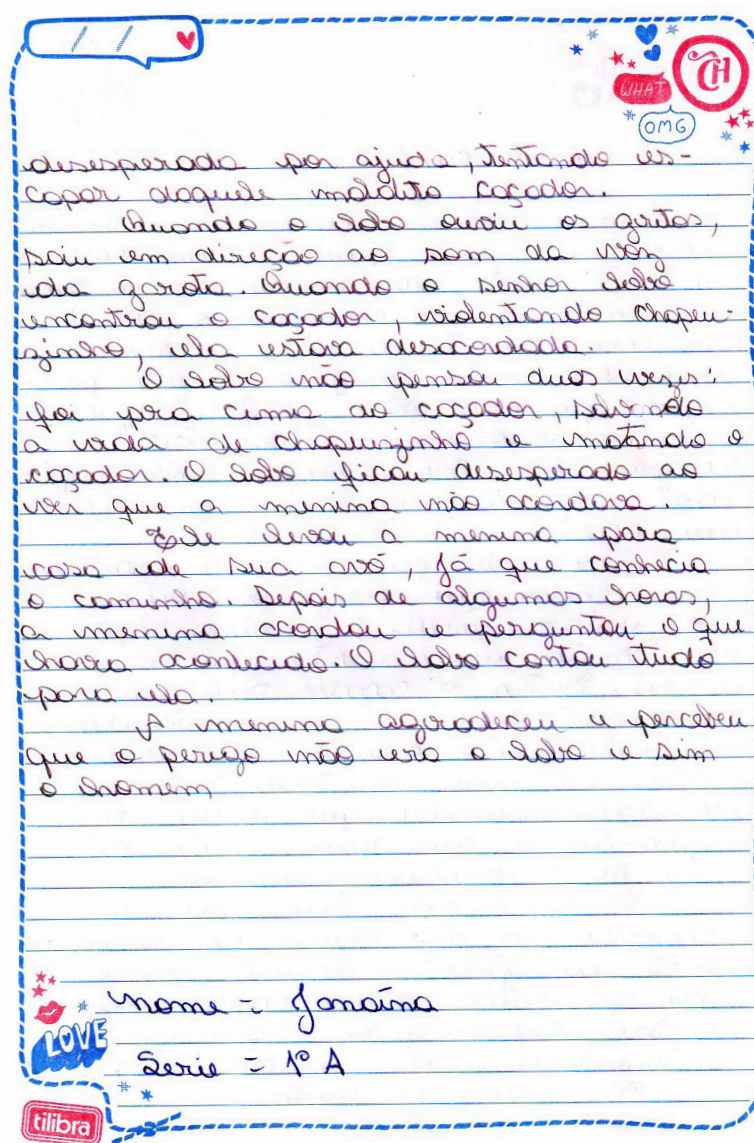 / /
CH
WHAT
OMG
desesperada por ajuda, tentando es-
capar daquele maldito caçador.
Quando o lobo ouviu os gritos,
saiu em direção ao som da voz
da garota. Quando o senhor lobo
encontrou o caçador, violentando chapeu-
zinho, ela estava desacordada.
O lobo não pensou duas vezes:
foi pra cima do caçador, salvando
a vida de chapeuzinho e matando o
caçador. O lobo ficou desesperado ao
ver que a menina não acordava.
Ele levou a menina para
casa de sua avó, já que conhecia
o caminho. Depois de algumas horas,
a menina acordou e perguntou o que
havia acontecido. O lobo contou tudo
para ela.
A menina agradeceu e percebeu
que o perigo não era o lobo e sim
o homem
Nome = Janaína
LOVE
Serie = 1º A
tilibra